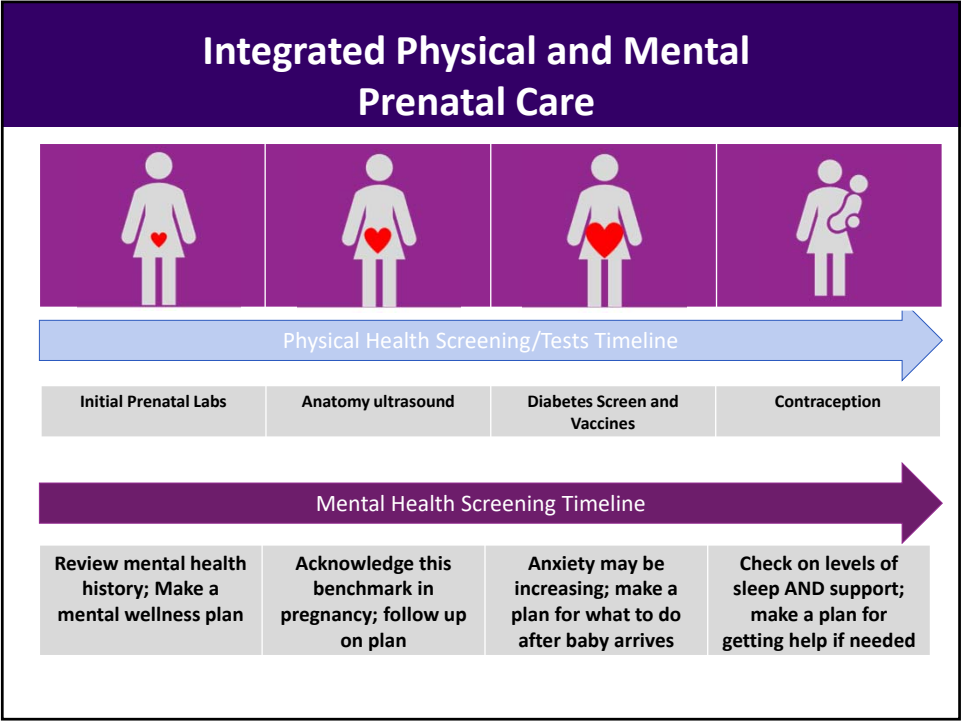 Integrated Physical and Mental
Prenatal Care
Physical Health Screening/Tests Timeline
Initial Prenatal Labs
Anatomy ultrasound
Diabetes Screen and
Vaccines
Contraception
Mental Health Screening Timeline
Review mental health
history; Make a
mental wellness plan
Acknowledge this
benchmark in
pregnancy; follow up
on plan
Anxiety may be
increasing; make a
plan for what to do
after baby arrives
Check on levels of
sleep AND support;
make a plan for
getting help if needed